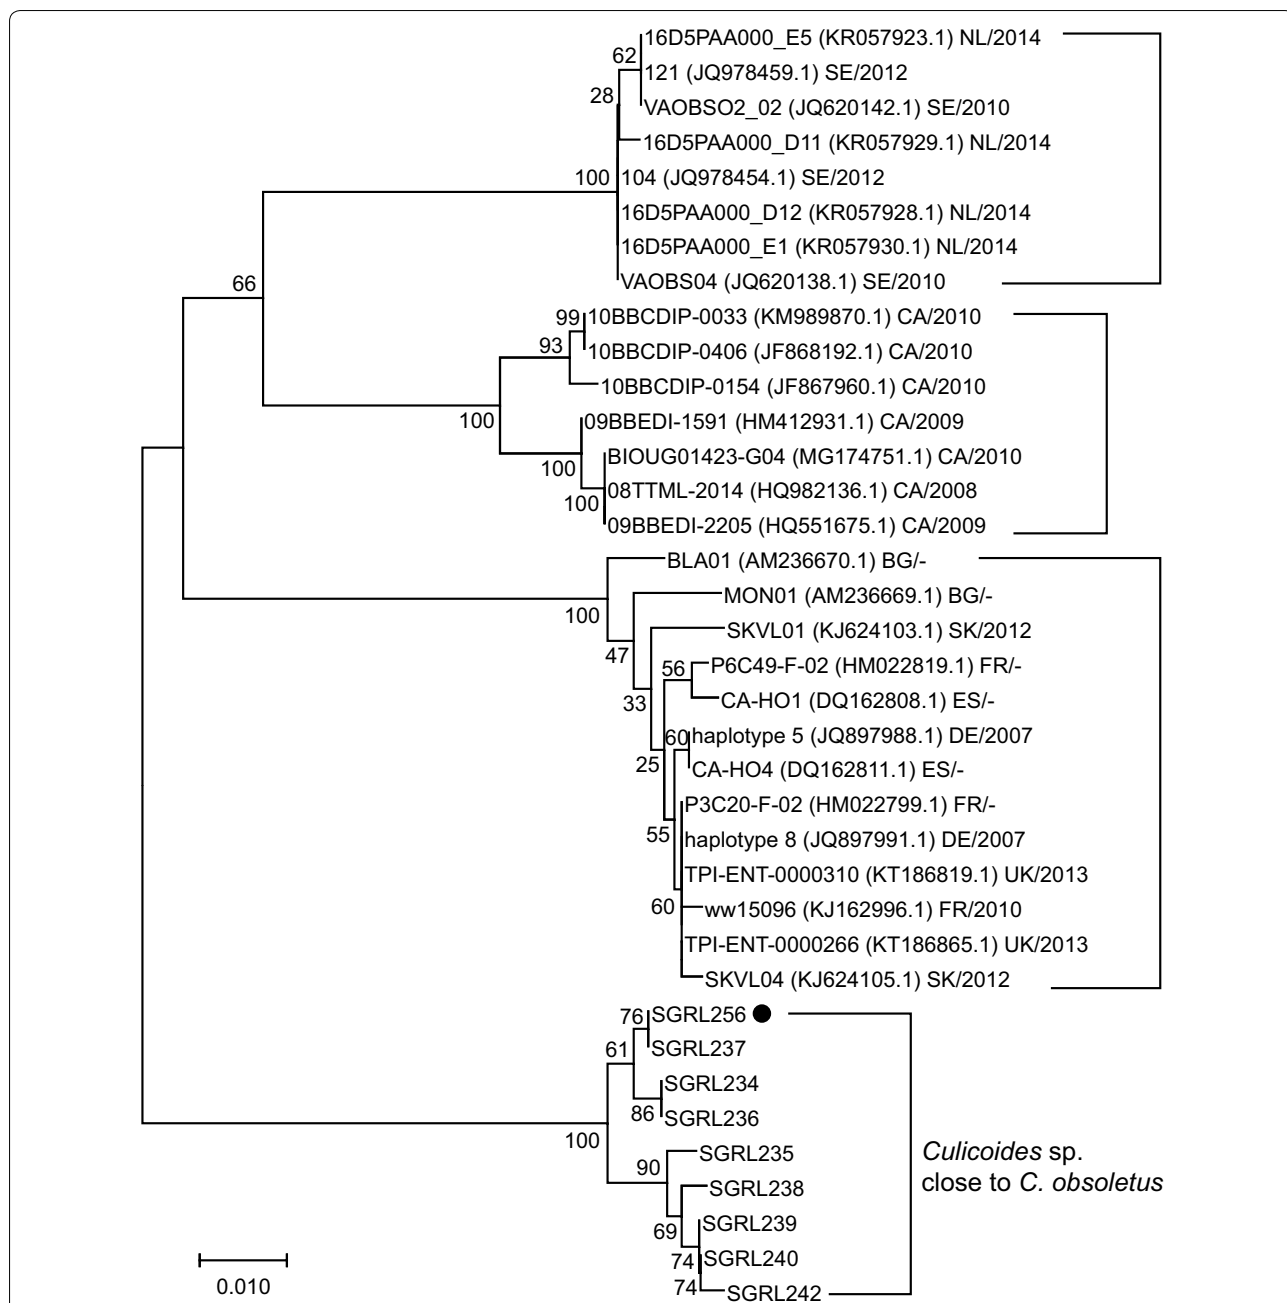 16D5PAA000_E5 (KR057923.1) NL/2014
62
121 (JQ978459.1) SE/2012
28
VAOBSO2_02 (JQ620142.1) SE/2010
16D5PAA000_D11 (KR057929.1) NL/2014
100
104 (JQ978454.1) SE/2012
16D5PAA000_D12 (KR057928.1) NL/2014
16D5PAA000_E1 (KR057930.1) NL/2014
66
VAOBS04 (JQ620138.1) SE/2010
99
10BBCDIP-0033 (KM989870.1) CA/2010
93
10BBCDIP-0406 (JF868192.1) CA/2010
10BBCDIP-0154 (JF867960.1) CA/2010
100
09BBEDI-1591 (HM412931.1) CA/2009
100
BIOUG01423-G04 (MG174751.1) CA/2010
100
08TTML-2014 (HQ982136.1) CA/2008
09BBEDI-2205 (HQ551675.1) CA/2009
BLA01 (AM236670.1) BG/-
100
MON01 (AM236669.1) BG/-
47
SKVL01 (KJ624103.1) SK/2012
56
P6C49-F-02 (HM022819.1) FR/-
33
CA-HO1 (DQ162808.1) ES/-
60
haplotype 5 (JQ897988.1) DE/2007
25
CA-HO4 (DQ162811.1) ES/-
P3C20-F-02 (HM022799.1) FR/-
55
haplotype 8 (JQ897991.1) DE/2007
TPI-ENT-0000310 (KT186819.1) UK/2013
60
ww15096 (KJ162996.1) FR/2010
TPI-ENT-0000266 (KT186865.1) UK/2013
SKVL04 (KJ624105.1) SK/2012
76
SGRL256
61
SGRL237
SGRL234
86
SGRL236
100
SGRL235
90
SGRL238
69
SGRL239
74
SGRL240
74
SGRL242
Culicoides sp.
close to C. obsoletus
0.010